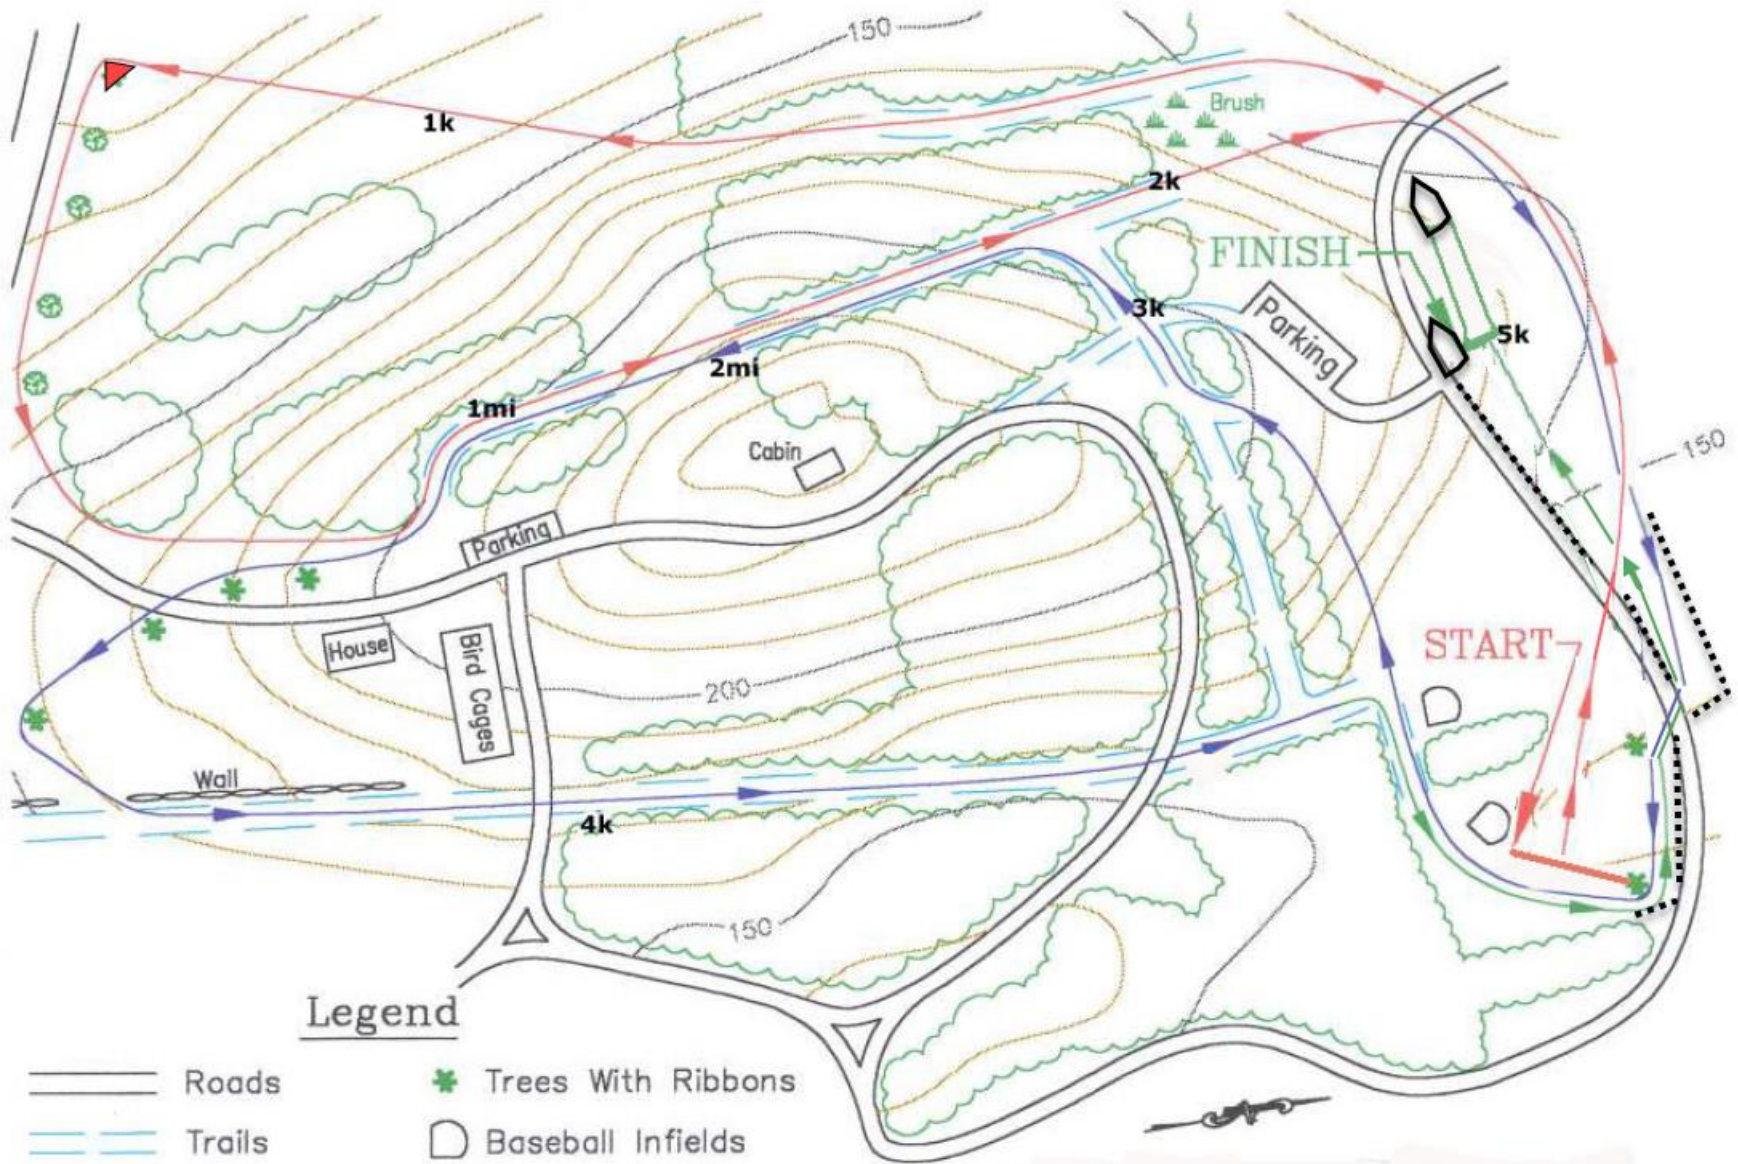 150
1k
Brush
2k
FINISH
3k
Parking
5k
2mi
1mi
Cabin
150
Parking
START
House
Bird Cages
200
Wall
4k
150
Legend
Roads
Trees With Ribbons
Trails
Baseball Infields